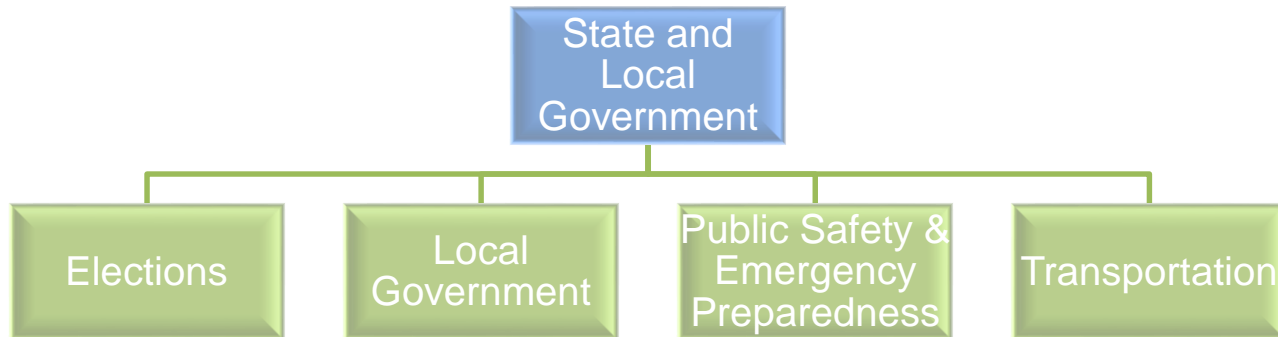 State and
Local
Government
Elections
Local
Government
Public Safety &
Emergency
Preparedness
Transportation